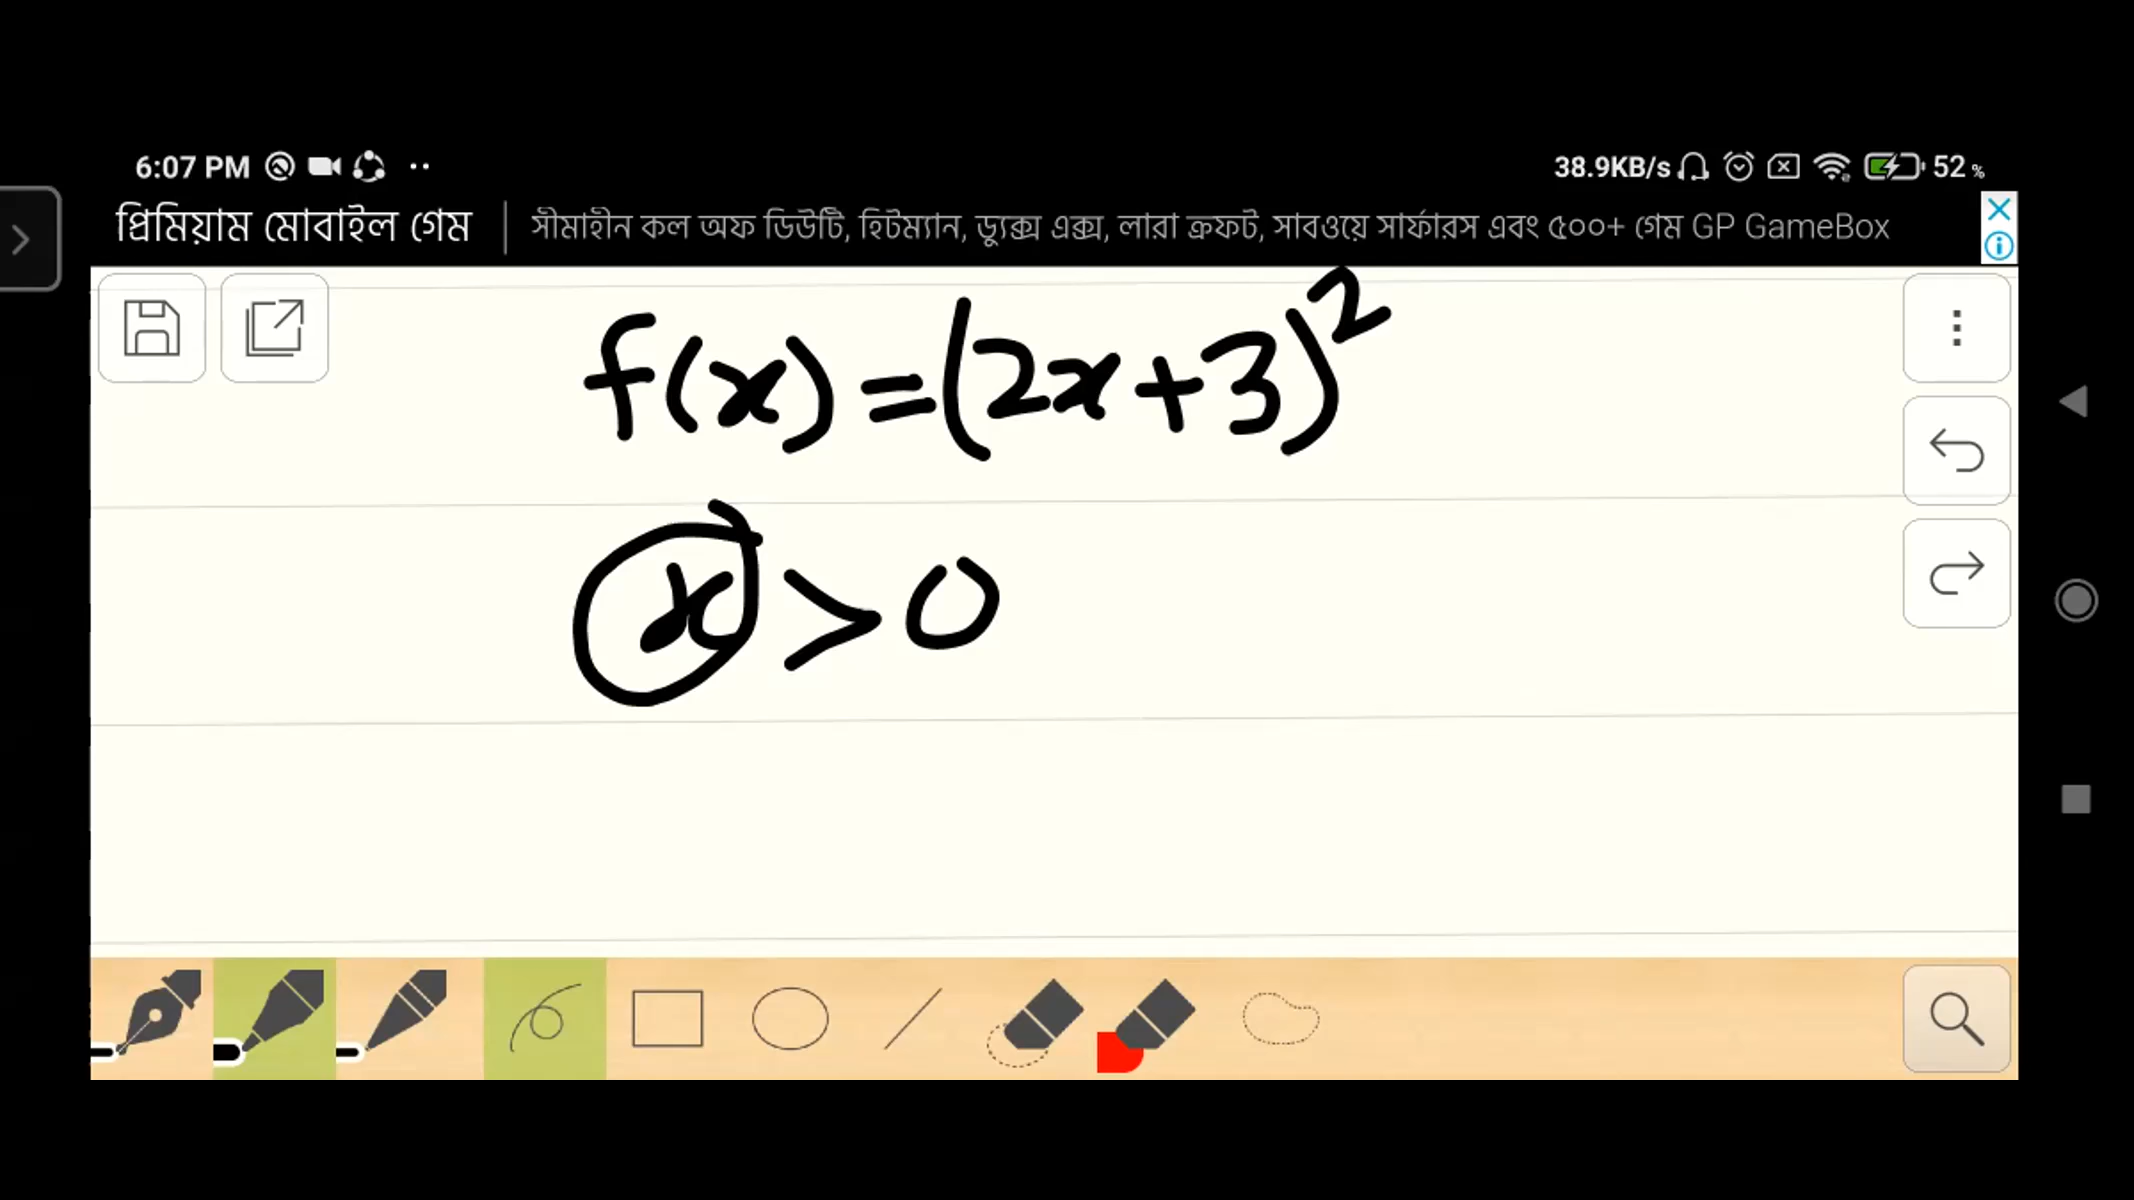 6:07 PM
38.9KB/s 52 %
প্রিমিয়াম মোবাইল গেম
সীমাহীন কল অফ ডিউটি, হিটম্যান, ড্যুক্স এক্স, লারা ক্রফট, সাবওয়ে সার্ফারস এবং ৫০০+ গেম GP GameBox
f(x)=(2x+3)²
x>0